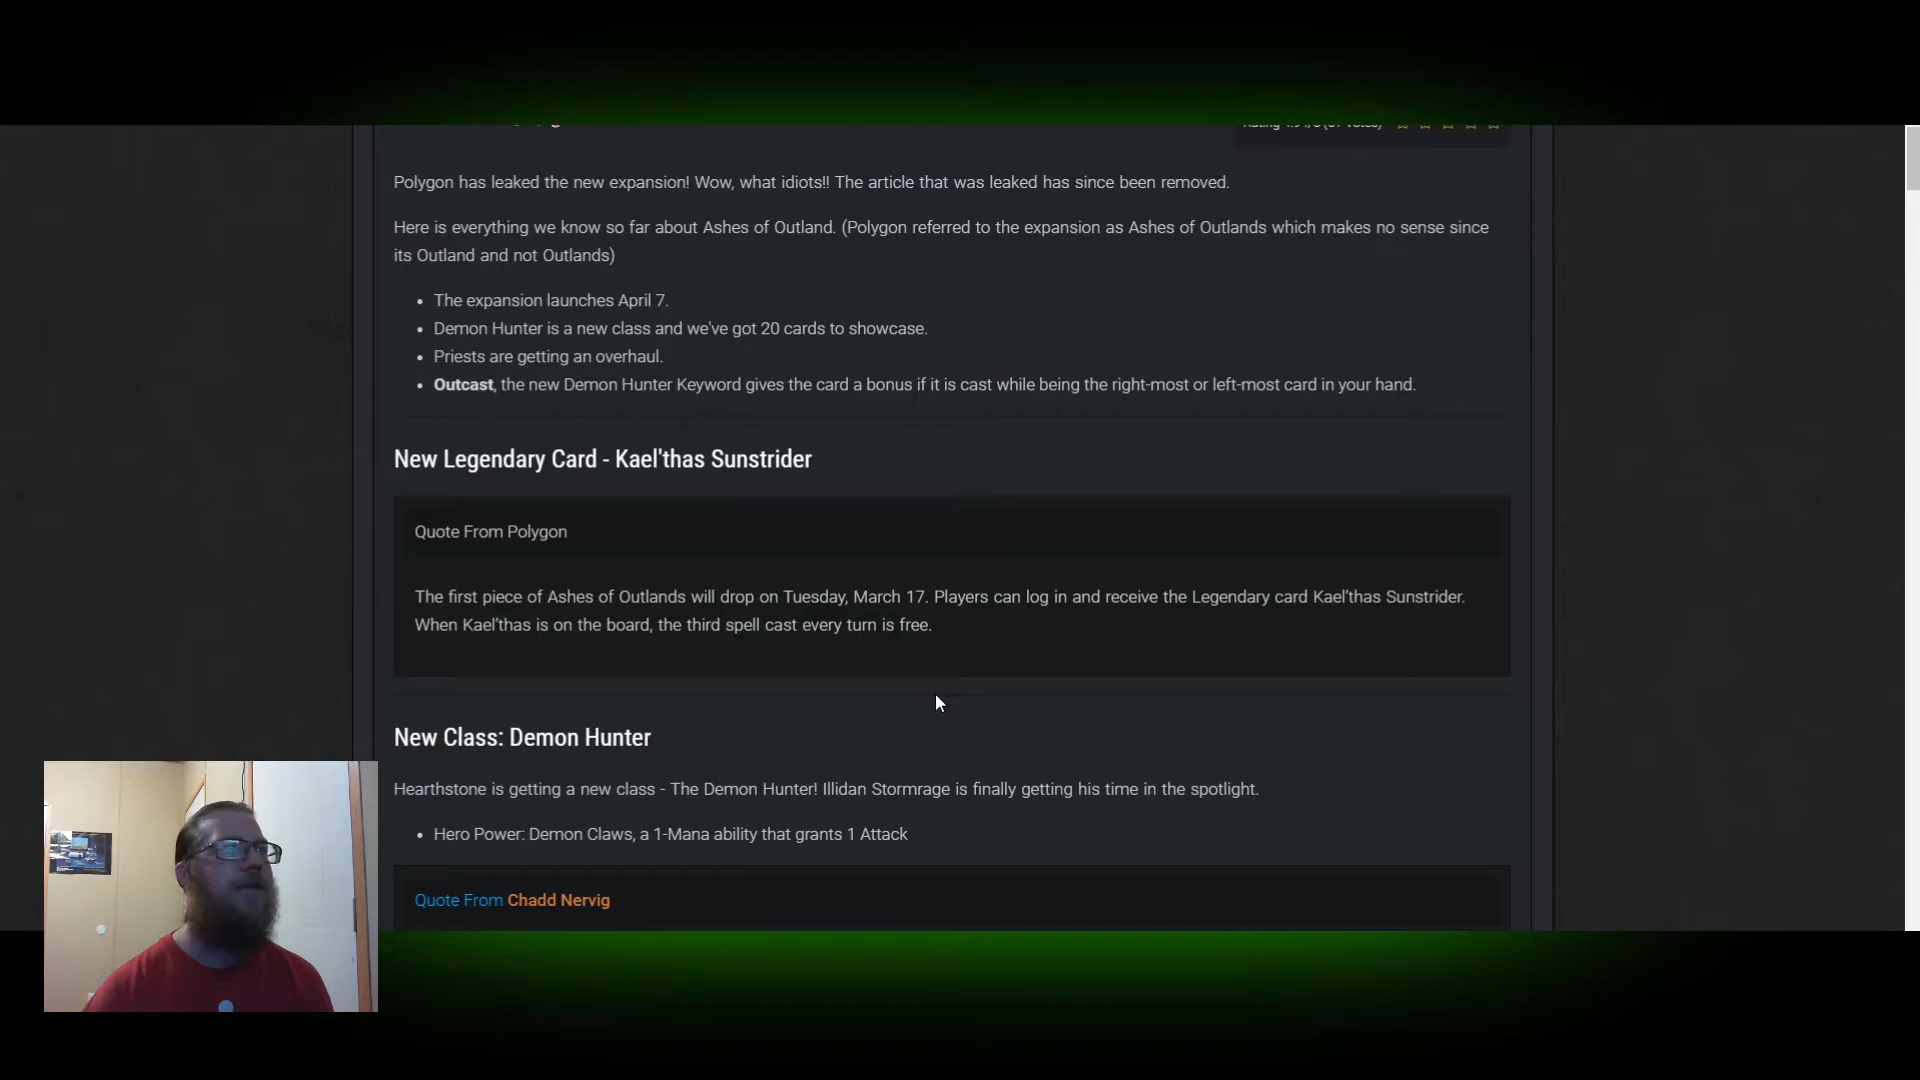 Polygon has leaked the new expansion! Wow, what idiots!! The article that was leaked has since been removed.
Here is everything we know so far about Ashes of Outland. (Polygon referred to the expansion as Ashes of Outlands which makes no sense since
its Outland and not Outlands)
• The expansion launches April 7.
• Demon Hunter is a new class and we've got 20 cards to showcase.
• Priests are getting an overhaul.
• Outcast, the new Demon Hunter Keyword gives the card a bonus if it is cast while being the right-most or left-most card in your hand.
New Legendary Card - Kael'thas Sunstrider
Quote From Polygon
The first piece of Ashes of Outlands will drop on Tuesday, March 17. Players can log in and receive the Legendary card Kael'thas Sunstrider.
When Kael'thas is on the board, the third spell cast every turn is free.
New Class: Demon Hunter
Hearthstone is getting a new class - The Demon Hunter! Illidan Stormrage is finally getting his time in the spotlight.
• Hero Power: Demon Claws, a 1-Mana ability that grants 1 Attack
Quote From Chadd Nervig